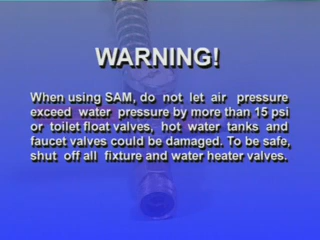 WARNING!
When using SAM, do not let air pressure
exceed water pressure by more than 15 psi
or toilet float valves, hot water tanks and
faucet valves could be damaged. To be safe,
shut off all fixture and water heater valves.